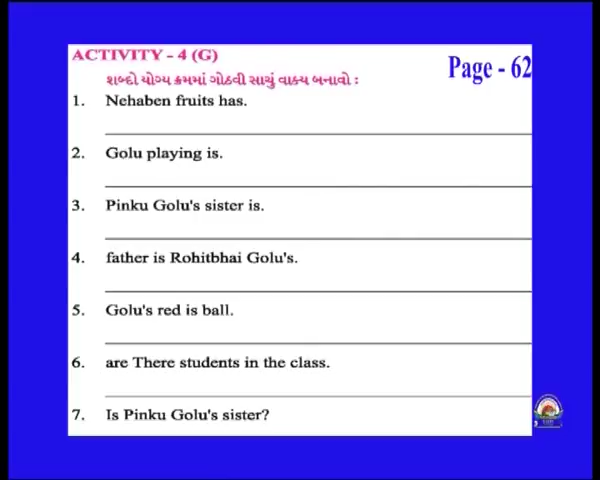 ACTIVITY - 4 (G)
Page - 62
શબ્દો યોગ્ય ક્રમમાં ગોઠવી સાચું વાક્ય બનાવો :
1. Nehaben fruits has.
2. Golu playing is.
3. Pinku Golu's sister is.
4. father is Rohitbhai Golu's.
5. Golu's red is ball.
6. are There students in the class.
7. Is Pinku Golu's sister?